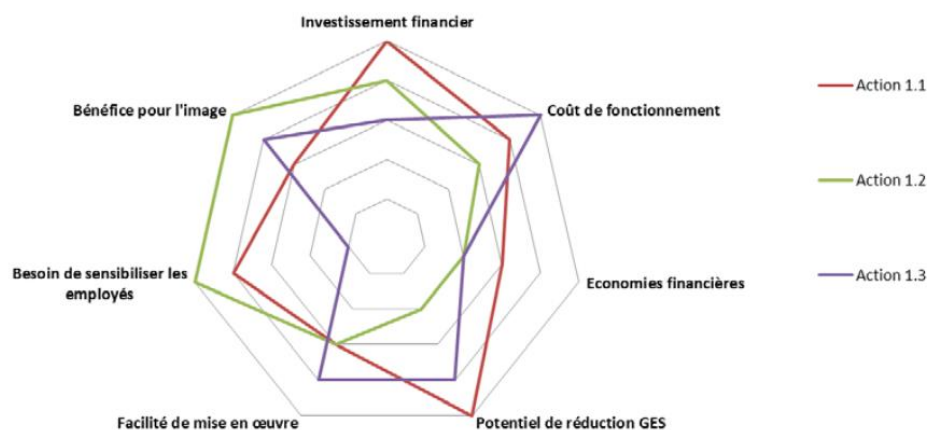 Investissement financier
Bénéfice pour l'image
Coût de fonctionnement
Besoin de sensibiliser les
employés
Economies financières
Facilité de mise en œuvre
Potentiel de réduction GES
Action 1.1
Action 1.2
Action 1.3